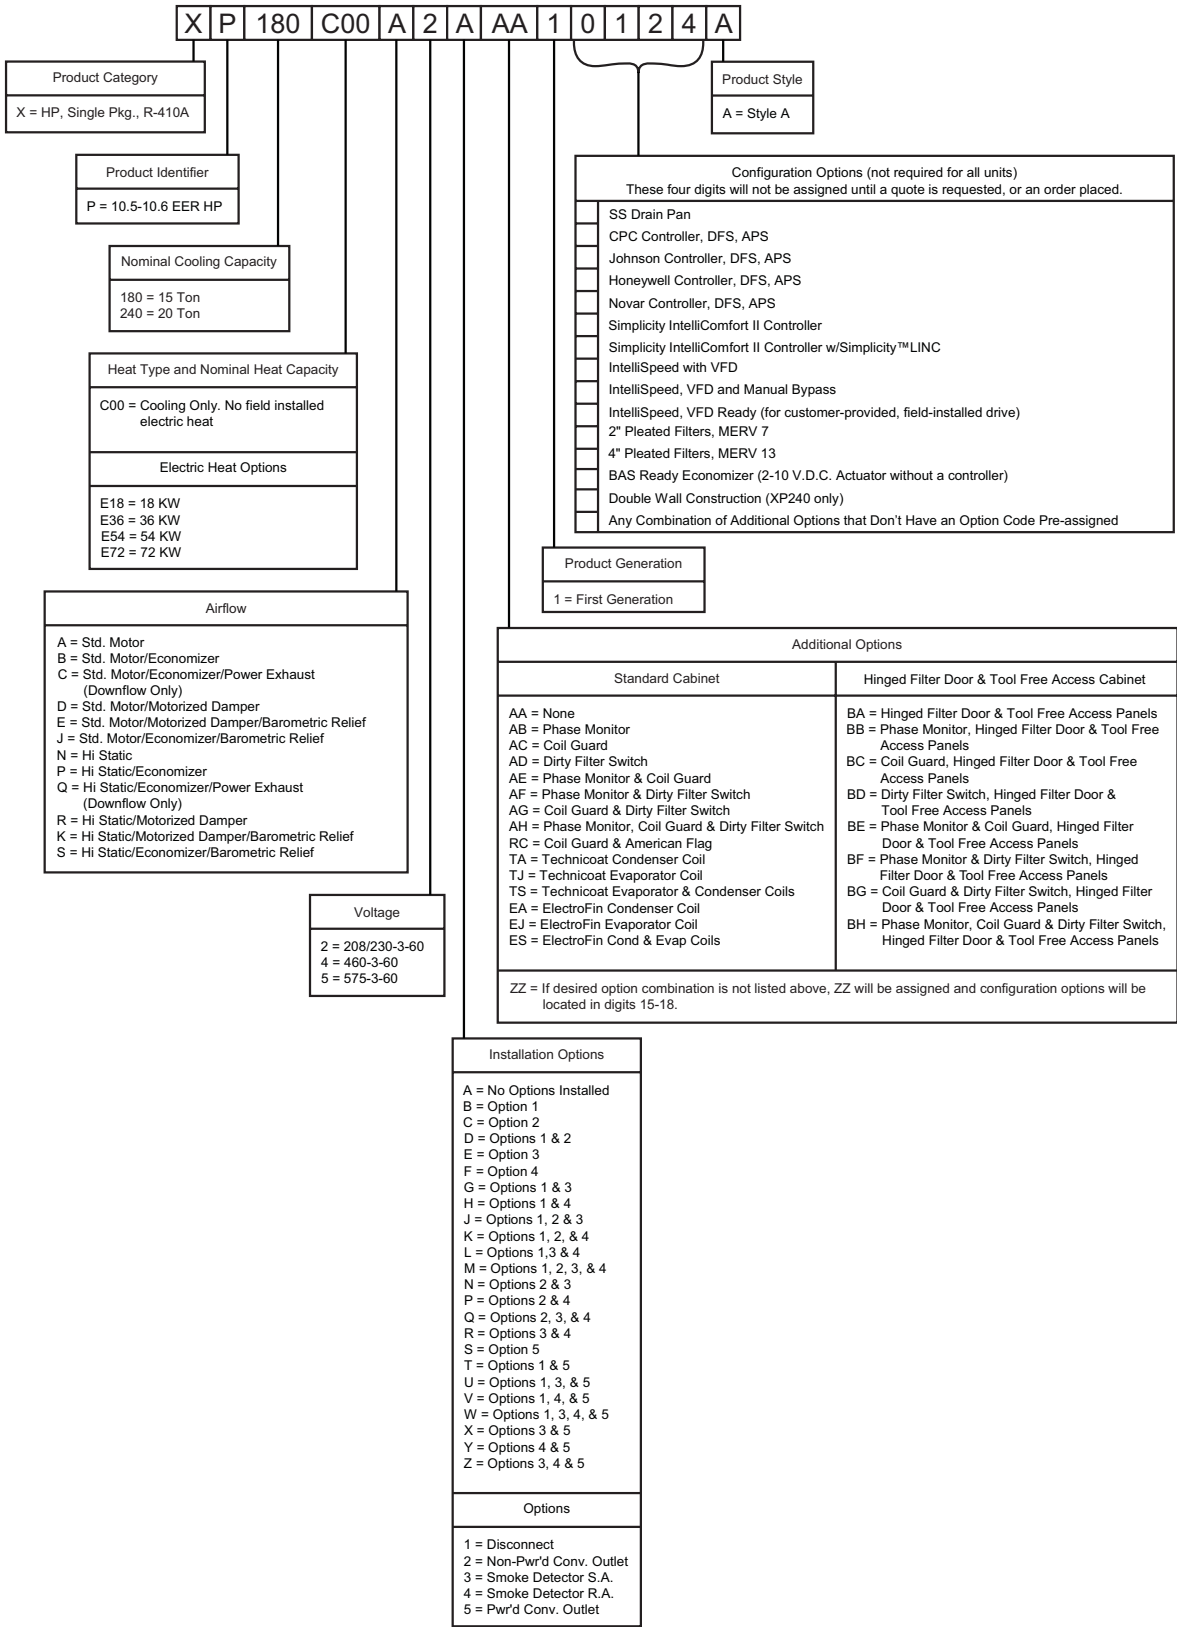 X P 180 C00 A 2 A AA 1 0 1 2 4 A
Product Category
X = HP, Single Pkg., R-410A
Product Style
A = Style A
Product Identifier
P = 10.5-10.6 EER HP
Configuration Options (not required for all units)
These four digits will not be assigned until a quote is requested, or an order placed.
SS Drain Pan
CPC Controller, DFS, APS
Johnson Controller, DFS, APS
Honeywell Controller, DFS, APS
Novar Controller, DFS, APS
Simplicity IntelliComfort II Controller
Simplicity IntelliComfort II Controller w/Simplicity™LINC
IntelliSpeed with VFD
IntelliSpeed, VFD and Manual Bypass
IntelliSpeed, VFD Ready (for customer-provided, field-installed drive)
2" Pleated Filters, MERV 7
4" Pleated Filters, MERV 13
BAS Ready Economizer (2-10 V.D.C. Actuator without a controller)
Double Wall Construction (XP240 only)
Any Combination of Additional Options that Don't Have an Option Code Pre-assigned
Nominal Cooling Capacity
180 = 15 Ton
240 = 20 Ton
Heat Type and Nominal Heat Capacity
C00 = Cooling Only. No field installed
electric heat
Electric Heat Options
E18 = 18 KW
E36 = 36 KW
E54 = 54 KW
E72 = 72 KW
Product Generation
1 = First Generation
Airflow
A = Std. Motor
B = Std. Motor/Economizer
C = Std. Motor/Economizer/Power Exhaust
(Downflow Only)
D = Std. Motor/Motorized Damper
E = Std. Motor/Motorized Damper/Barometric Relief
J = Std. Motor/Economizer/Barometric Relief
N = Hi Static
P = Hi Static/Economizer
Q = Hi Static/Economizer/Power Exhaust
(Downflow Only)
R = Hi Static/Motorized Damper
K = Hi Static/Motorized Damper/Barometric Relief
S = Hi Static/Economizer/Barometric Relief
Additional Options
Standard Cabinet
AA = None
AB = Phase Monitor
AC = Coil Guard
AD = Dirty Filter Switch
AE = Phase Monitor & Coil Guard
AF = Phase Monitor & Dirty Filter Switch
AG = Coil Guard & Dirty Filter Switch
AH = Phase Monitor, Coil Guard & Dirty Filter Switch
RC = Coil Guard & American Flag
TA = Technicoat Condenser Coil
TJ = Technicoat Evaporator Coil
TS = Technicoat Evaporator & Condenser Coils
EA = ElectroFin Condenser Coil
EJ = ElectroFin Evaporator Coil
ES = ElectroFin Cond & Evap Coils
Hinged Filter Door & Tool Free Access Cabinet
BA = Hinged Filter Door & Tool Free Access Panels
BB = Phase Monitor, Hinged Filter Door & Tool Free
Access Panels
BC = Coil Guard, Hinged Filter Door & Tool Free
Access Panels
BD = Dirty Filter Switch, Hinged Filter Door &
Tool Free Access Panels
BE = Phase Monitor & Coil Guard, Hinged Filter
Door & Tool Free Access Panels
BF = Phase Monitor & Dirty Filter Switch, Hinged
Filter Door & Tool Free Access Panels
BG = Coil Guard & Dirty Filter Switch, Hinged Filter
Door & Tool Free Access Panels
BH = Phase Monitor, Coil Guard & Dirty Filter Switch,
Hinged Filter Door & Tool Free Access Panels
ZZ = If desired option combination is not listed above, ZZ will be assigned and configuration options will be
located in digits 15-18.
Voltage
2 = 208/230-3-60
4 = 460-3-60
5 = 575-3-60
Installation Options
A = No Options Installed
B = Option 1
C = Option 2
D = Options 1 & 2
E = Option 3
F = Option 4
G = Options 1 & 3
H = Options 1 & 4
J = Options 1, 2 & 3
K = Options 1, 2, & 4
L = Options 1,3 & 4
M = Options 1, 2, 3, & 4
N = Options 2 & 3
P = Options 2 & 4
Q = Options 2, 3, & 4
R = Options 3 & 4
S = Option 5
T = Options 1 & 5
U = Options 1, 3, & 5
V = Options 1, 4, & 5
W = Options 1, 3, 4, & 5
X = Options 3 & 5
Y = Options 4 & 5
Z = Options 3, 4 & 5
Options
1 = Disconnect
2 = Non-Pwr'd Conv. Outlet
3 = Smoke Detector S.A.
4 = Smoke Detector R.A.
5 = Pwr'd Conv. Outlet